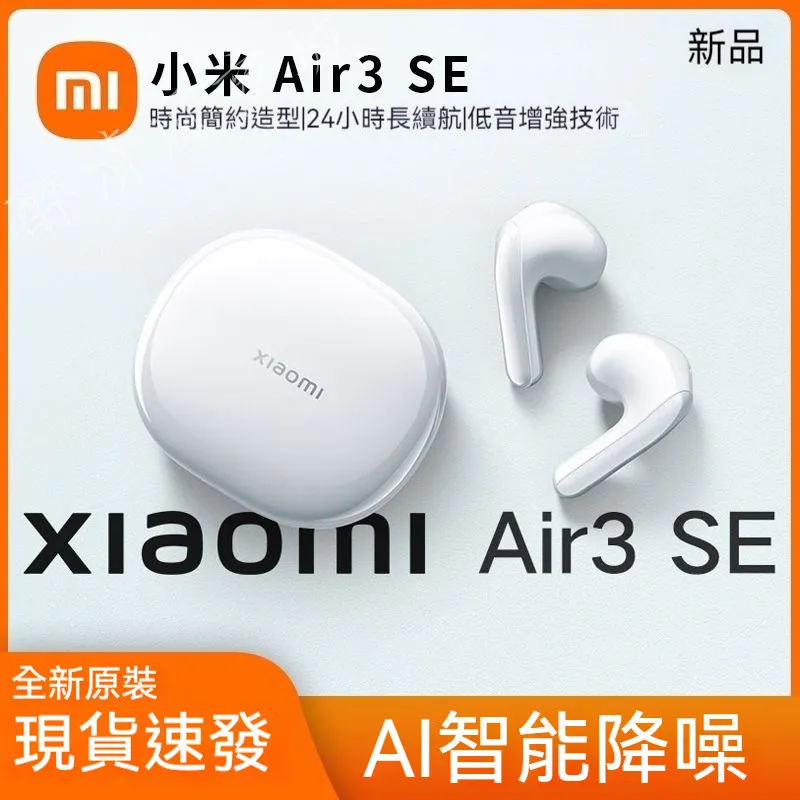 mi
小米 Air3 SE
新品
時尚簡約造型|24小時長續航|低音增強技術
xiaomi
xiaomi Air3 SE
全新原裝
現貨速發
AI智能降噪